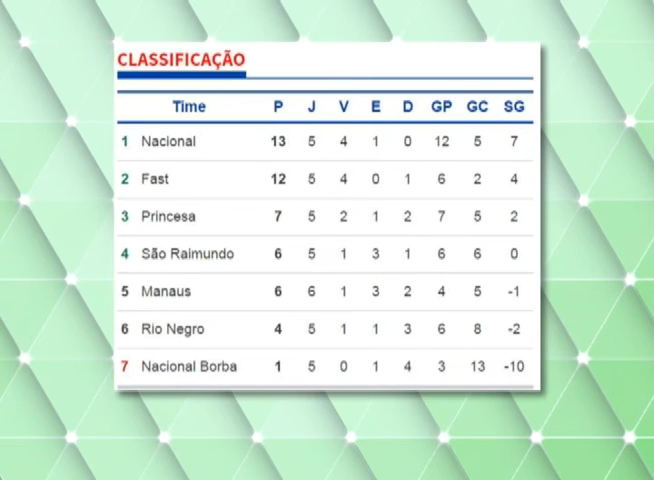 CLASSIFICAÇÃO
Time P J V E D GP GC SG
1 Nacional 13 5 4 1 0 12 5 7
2 Fast 12 5 4 0 1 6 2 4
3 Princesa 7 5 2 1 2 7 5 2
4 São Raimundo 6 5 1 3 1 6 6 0
5 Manaus 6 6 1 3 2 4 5 -1
6 Rio Negro 4 5 1 1 3 6 8 -2
7 Nacional Borba 1 5 0 1 4 3 13 -10